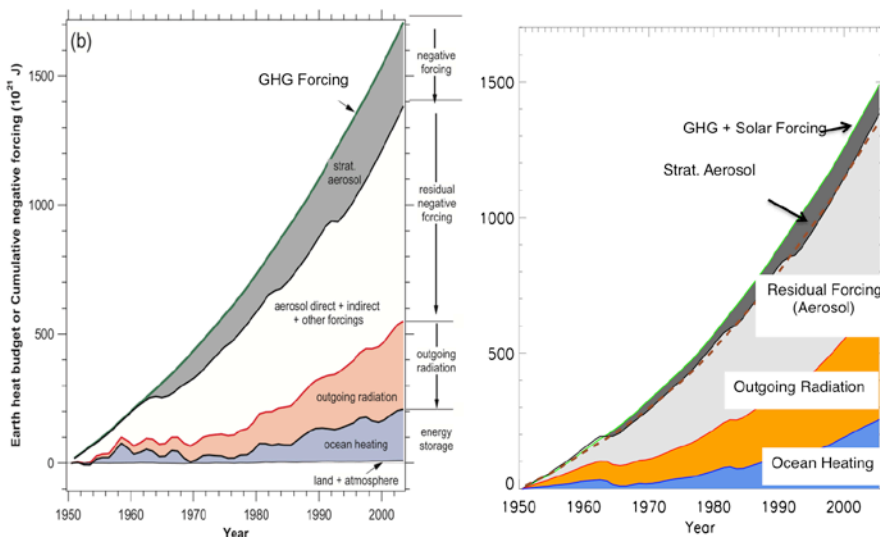 (b)
Earth heat budget or Cumulative negative forcing (10²¹ J)
1500
1000
500
0
GHG Forcing
strat.
aerosol
aerosol direct + indirect
+ other forcings
outgoing radiation
ocean heating
land + atmosphere
negative
forcing
residual
negative
forcing
outgoing
radiation
energy
storage
1950
1960
1970
1980
1990
2000
Year
1500
1000
500
0
GHG + Solar Forcing
Strat. Aerosol
Residual Forcing
(Aerosol)
Outgoing Radiation
Ocean Heating
1950
1960
1970
1980
1990
2000
Year